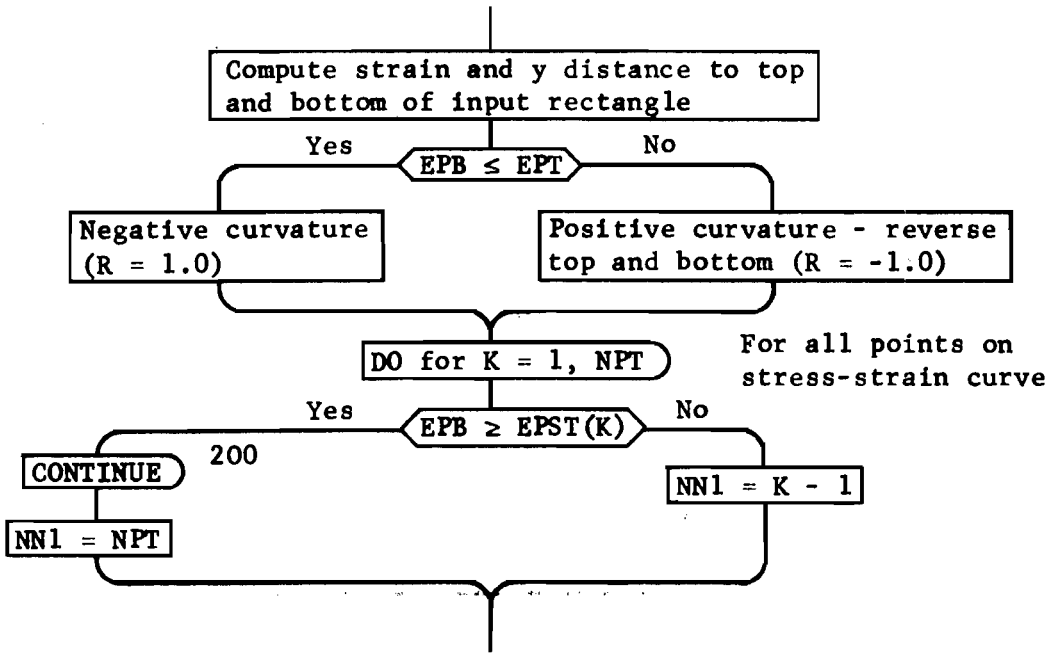 Compute strain and y distance to top
and bottom of input rectangle
Yes
EPB ≤ EPT
No
Negative curvature
(R = 1.0)
Positive curvature - reverse
top and bottom (R = -1.0)
DO for K = 1, NPT
For all points on
stress-strain curve
Yes
EPB ≥ EPST(K)
No
200
CONTINUE
NN1 = K - 1
NN1 = NPT